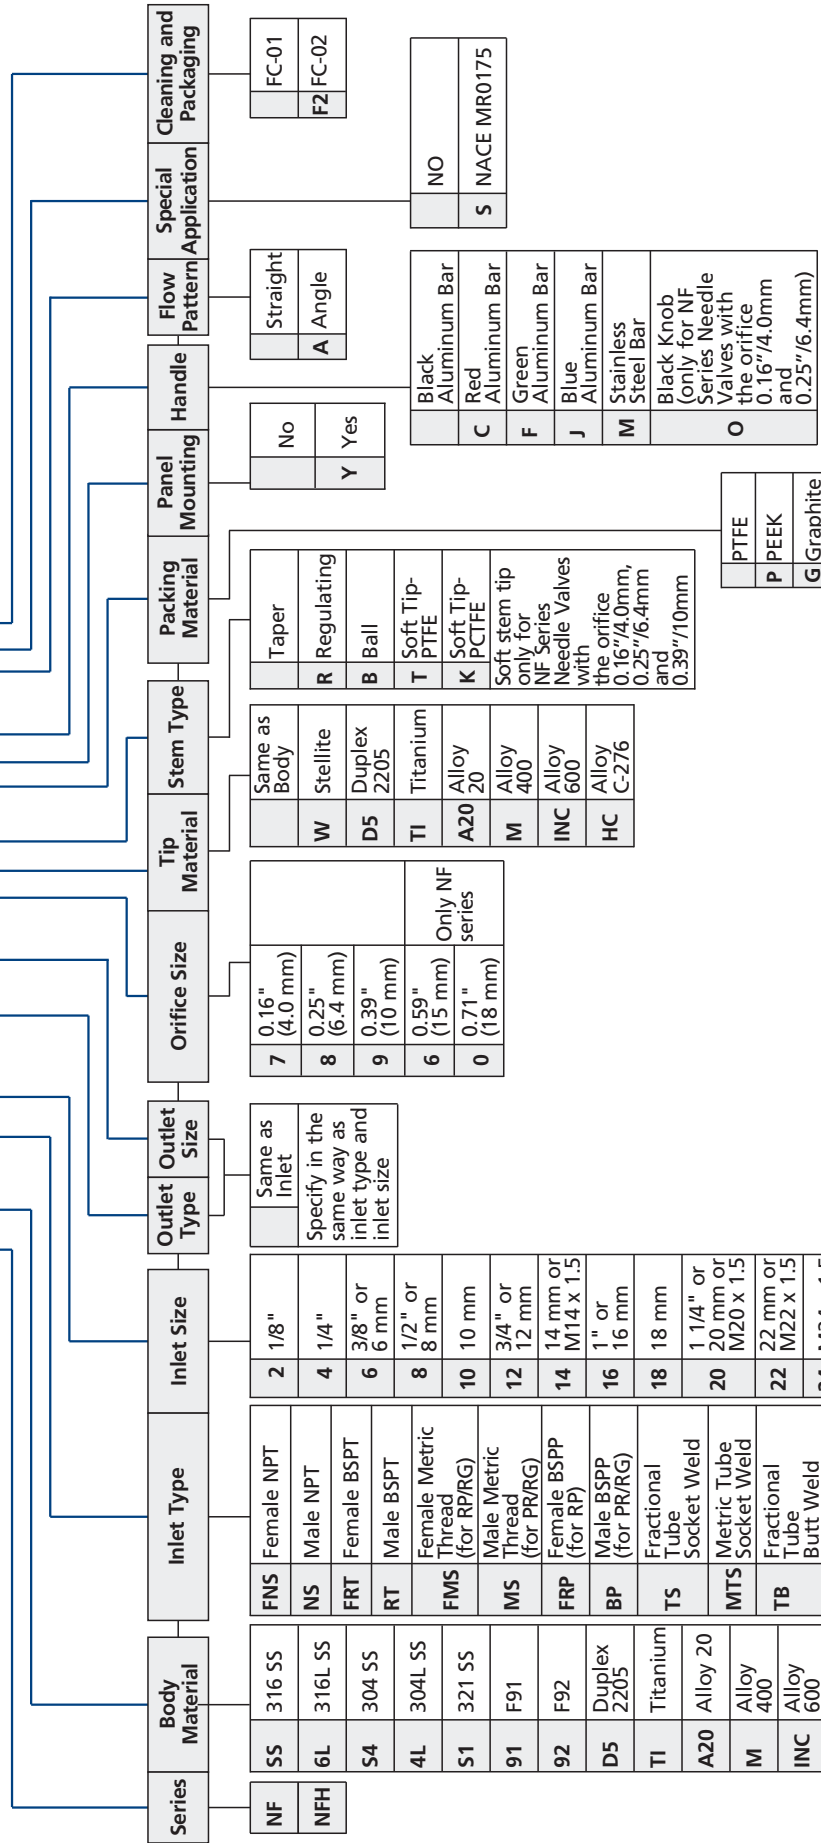 Series
NF
NFH
Body
Material
SS 316 SS
6L 316L SS
S4 304 SS
4L 304L SS
S1 321 SS
91 F91
92 F92
D5 Duplex
2205
TI Titanium
A20 Alloy 20
M Alloy
400
INC Alloy
600
Inlet Type
FNS Female NPT
NS Male NPT
FRT Female BSPT
RT Male BSPT
FMS Female Metric
Thread
(for RP/RG)
MS Male Metric
Thread
(for PR/RG)
FRP Female BSPP
(for RP)
BP Male BSPP
(for PR/RG)
TS Fractional
Tube
Socket Weld
MTS Metric Tube
Socket Weld
TB Fractional
Tube
Butt Weld
Inlet Size
2 1/8"
4 1/4"
6 3/8" or
6 mm
8 1/2" or
8 mm
10 10 mm
12 3/4" or
12 mm
14 14 mm or
M14 x 1.5
16 1" or
16 mm
18 18 mm
20 1 1/4" or
20 mm or
M20 x 1.5
22 22 mm or
M22 x 1.5
Outlet
Type
Outlet
Size
Same as
Inlet
Specify in the
same way as
inlet type and
inlet size
Orifice Size
7 0.16"
(4.0 mm)
8 0.25"
(6.4 mm)
9 0.39"
(10 mm)
6 0.59"
(15 mm)
0 0.71"
(18 mm)
Only NF
series
Tip
Material
Same as
Body
W Stellite
D5 Duplex
2205
TI Titanium
A20 Alloy
20
M Alloy
400
INC Alloy
600
HC Alloy
C-276
Stem Type
Taper
R Regulating
B Ball
T Soft Tip-
PTFE
K Soft Tip-
PCTFE
Soft stem tip
only for
NF Series
Needle Valves
with
the orifice
0.16"/4.0mm,
0.25"/6.4mm
and
0.39"/10mm
Packing
Material
PTFE
P PEEK
G Graphite
Panel
Mounting
No
Y Yes
Handle
Black
Aluminum Bar
C Red
Aluminum Bar
F Green
Aluminum Bar
J Blue
Aluminum Bar
M Stainless
Steel Bar
O Black Knob
(only for NF
Series Needle
Valves with
the orifice
0.16"/4.0mm
and
0.25"/6.4mm)
Flow
Pattern
Straight
A Angle
Special
Application
NO
S NACE MR0175
Cleaning and
Packaging
FC-01
F2 FC-02